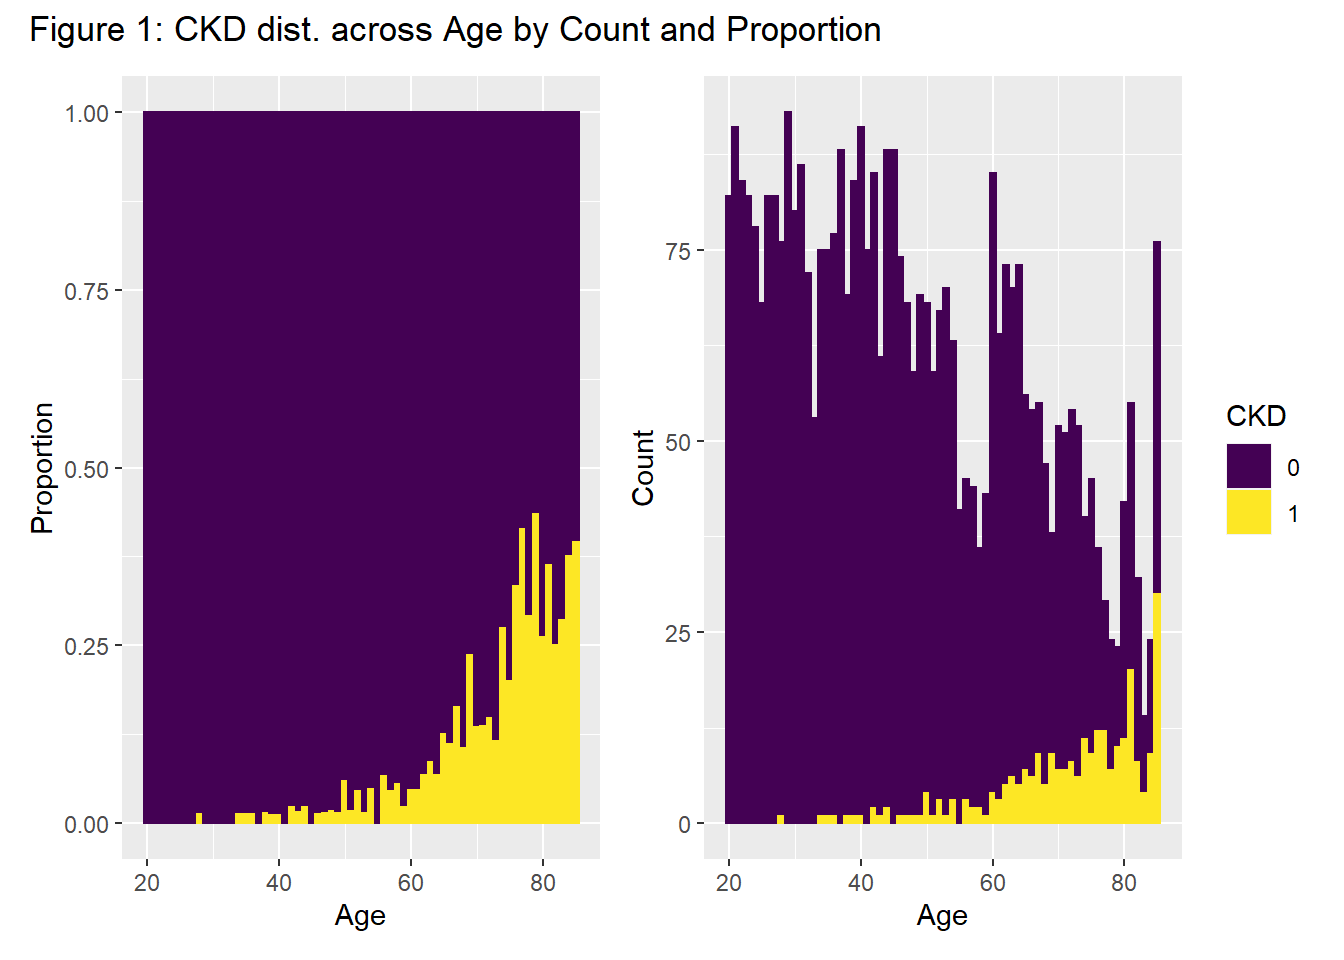 Figure 1: CKD dist. across Age by Count and Proportion
Proportion
1.00
0.75
0.50
0.25
0.00
20 40 60 80
Age
Count
75
50
25
0
20 40 60 80
Age
CKD
0
1